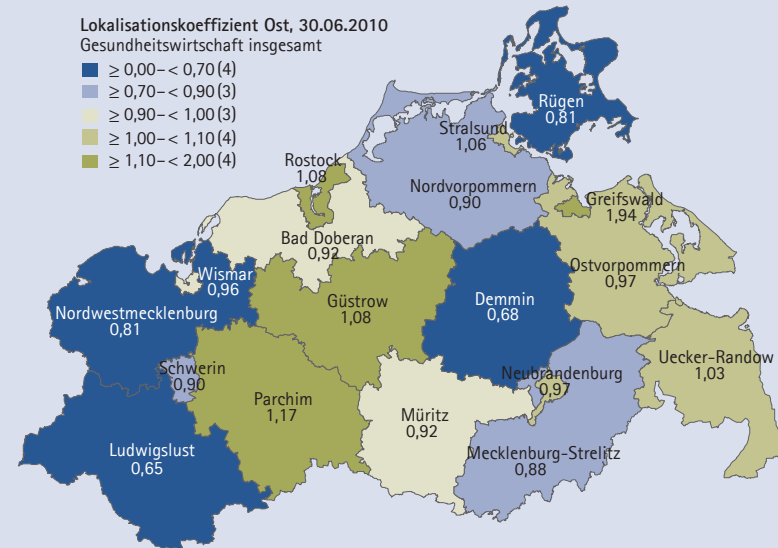 Lokalisationskoeffizient Ost, 30.06.2010
Gesundheitswirtschaft insgesamt
≥ 0,00–< 0,70 (4)
≥ 0,70–< 0,90 (3)
≥ 0,90–< 1,00 (3)
≥ 1,00–< 1,10 (4)
≥ 1,10–< 2,00 (4)
Rügen
0,81
Stralsund
1,06
Rostock
1,08
Nordvorpommern
0,90
Greifswald
1,94
Bad Doberan
0,92
Ostvorpommern
0,97
Wismar
0,96
Nordwestmecklenburg
0,81
Güstrow
1,08
Demmin
0,68
Uecker-Randow
1,03
Schwerin
0,90
Neubrandenburg
0,97
Parchim
1,17
Müritz
0,92
Ludwigslust
0,65
Mecklenburg-Strelitz
0,88